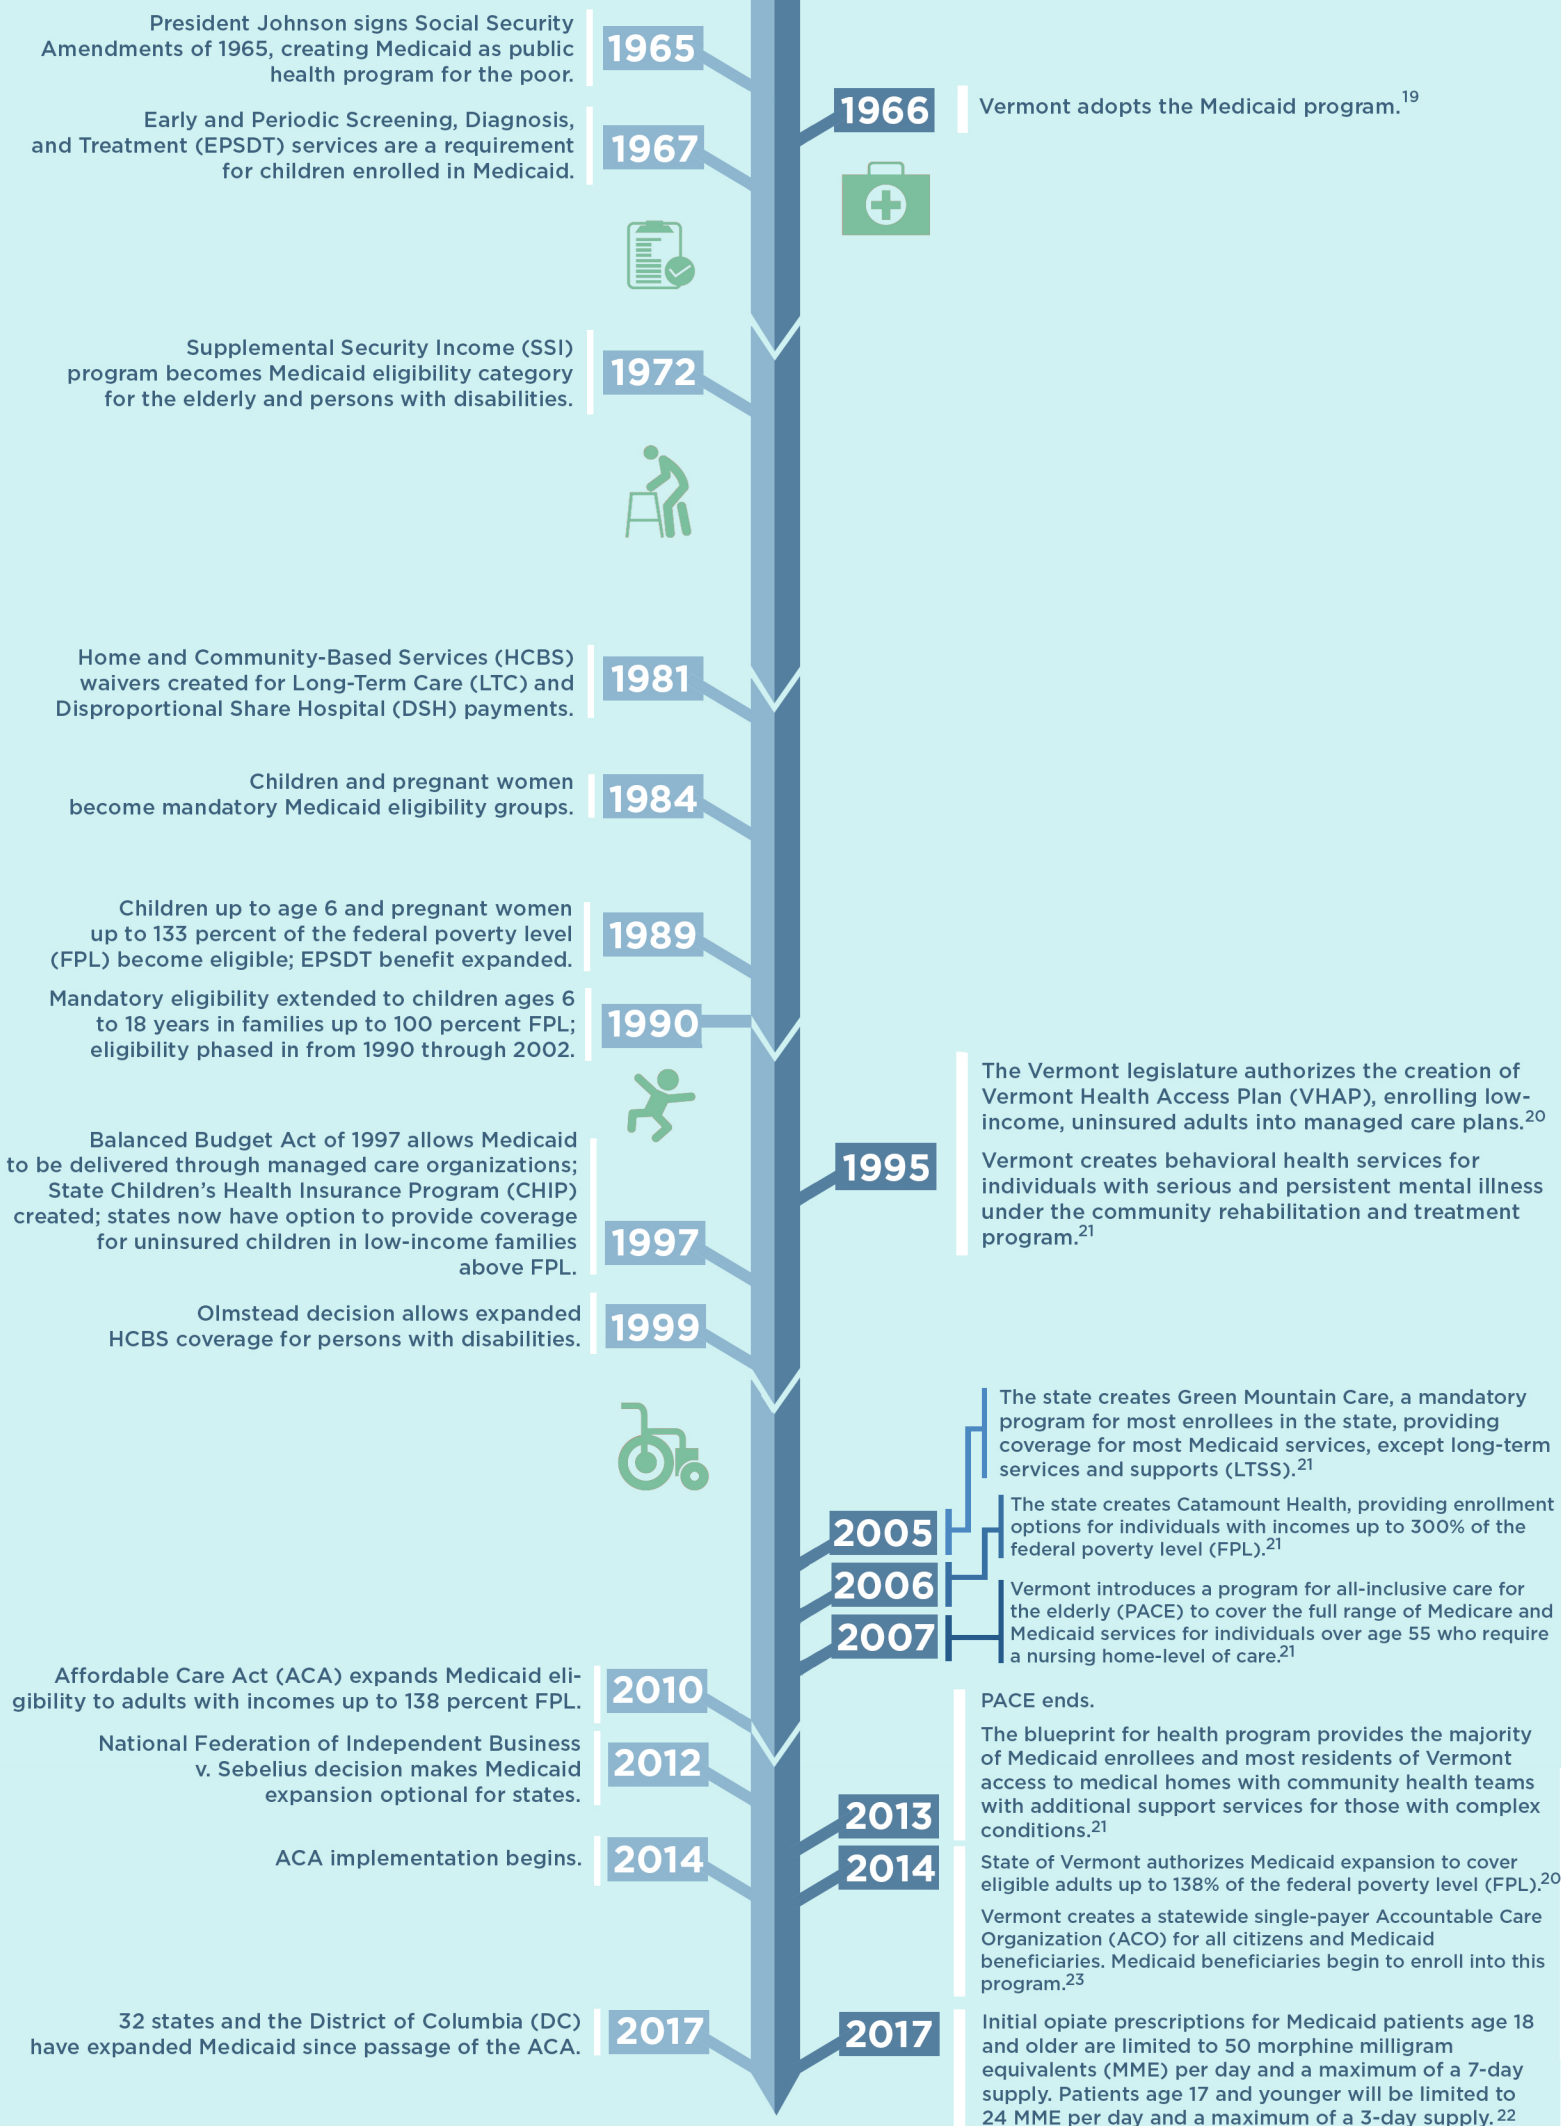 President Johnson signs Social Security
Amendments of 1965, creating Medicaid as public
health program for the poor.
1965
1966
Vermont adopts the Medicaid program.19
Early and Periodic Screening, Diagnosis,
and Treatment (EPSDT) services are a requirement
for children enrolled in Medicaid.
1967
Supplemental Security Income (SSI)
program becomes Medicaid eligibility category
for the elderly and persons with disabilities.
1972
Home and Community-Based Services (HCBS)
waivers created for Long-Term Care (LTC) and
Disproportional Share Hospital (DSH) payments.
1981
Children and pregnant women
become mandatory Medicaid eligibility groups.
1984
Children up to age 6 and pregnant women
up to 133 percent of the federal poverty level
(FPL) become eligible; EPSDT benefit expanded.
1989
Mandatory eligibility extended to children ages 6
to 18 years in families up to 100 percent FPL;
eligibility phased in from 1990 through 2002.
1990
1995
The Vermont legislature authorizes the creation of
Vermont Health Access Plan (VHAP), enrolling low-
income, uninsured adults into managed care plans.20
Vermont creates behavioral health services for
individuals with serious and persistent mental illness
under the community rehabilitation and treatment
program.21
Balanced Budget Act of 1997 allows Medicaid
to be delivered through managed care organizations;
State Children's Health Insurance Program (CHIP)
created; states now have option to provide coverage
for uninsured children in low-income families
above FPL.
1997
Olmstead decision allows expanded
HCBS coverage for persons with disabilities.
1999
2005
The state creates Green Mountain Care, a mandatory
program for most enrollees in the state, providing
coverage for most Medicaid services, except long-term
services and supports (LTSS).21
2006
The state creates Catamount Health, providing enrollment
options for individuals with incomes up to 300% of the
federal poverty level (FPL).21
2007
Vermont introduces a program for all-inclusive care for
the elderly (PACE) to cover the full range of Medicare and
Medicaid services for individuals over age 55 who require
a nursing home-level of care.21
Affordable Care Act (ACA) expands Medicaid eli-
gibility to adults with incomes up to 138 percent FPL.
2010
National Federation of Independent Business
v. Sebelius decision makes Medicaid
expansion optional for states.
2012
2013
PACE ends.
The blueprint for health program provides the majority
of Medicaid enrollees and most residents of Vermont
access to medical homes with community health teams
with additional support services for those with complex
conditions.21
ACA implementation begins.
2014
2014
State of Vermont authorizes Medicaid expansion to cover
eligible adults up to 138% of the federal poverty level (FPL).20
Vermont creates a statewide single-payer Accountable Care
Organization (ACO) for all citizens and Medicaid
beneficiaries. Medicaid beneficiaries begin to enroll into this
program.23
32 states and the District of Columbia (DC)
have expanded Medicaid since passage of the ACA.
2017
2017
Initial opiate prescriptions for Medicaid patients age 18
and older are limited to 50 morphine milligram
equivalents (MME) per day and a maximum of a 7-day
supply. Patients age 17 and younger will be limited to
24 MME per day and a maximum of a 3-day supply.22